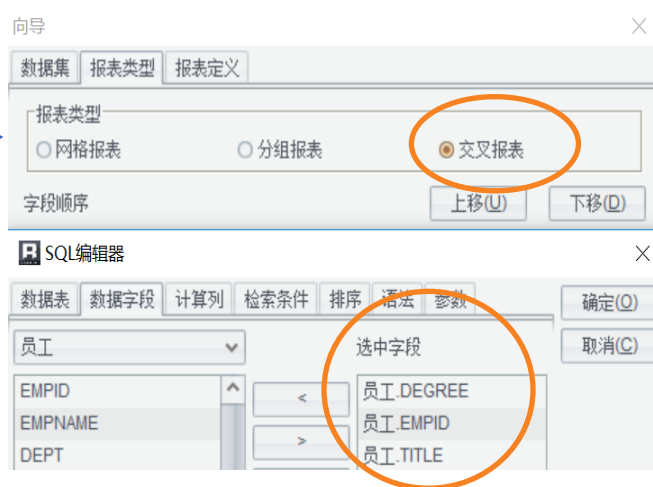 向导
数据集 报表类型 报表定义
报表类型
网格报表 分组报表 交叉报表
字段顺序 上移(U) 下移(D)
SQL编辑器
数据表 数据字段 计算列 检索条件 排序 语法 参数 确定(O)
员工 选中字段 取消(C)
EMPID < 员工.DEGREE
EMPNAME 员工.EMPID
DEPT > 员工.TITLE